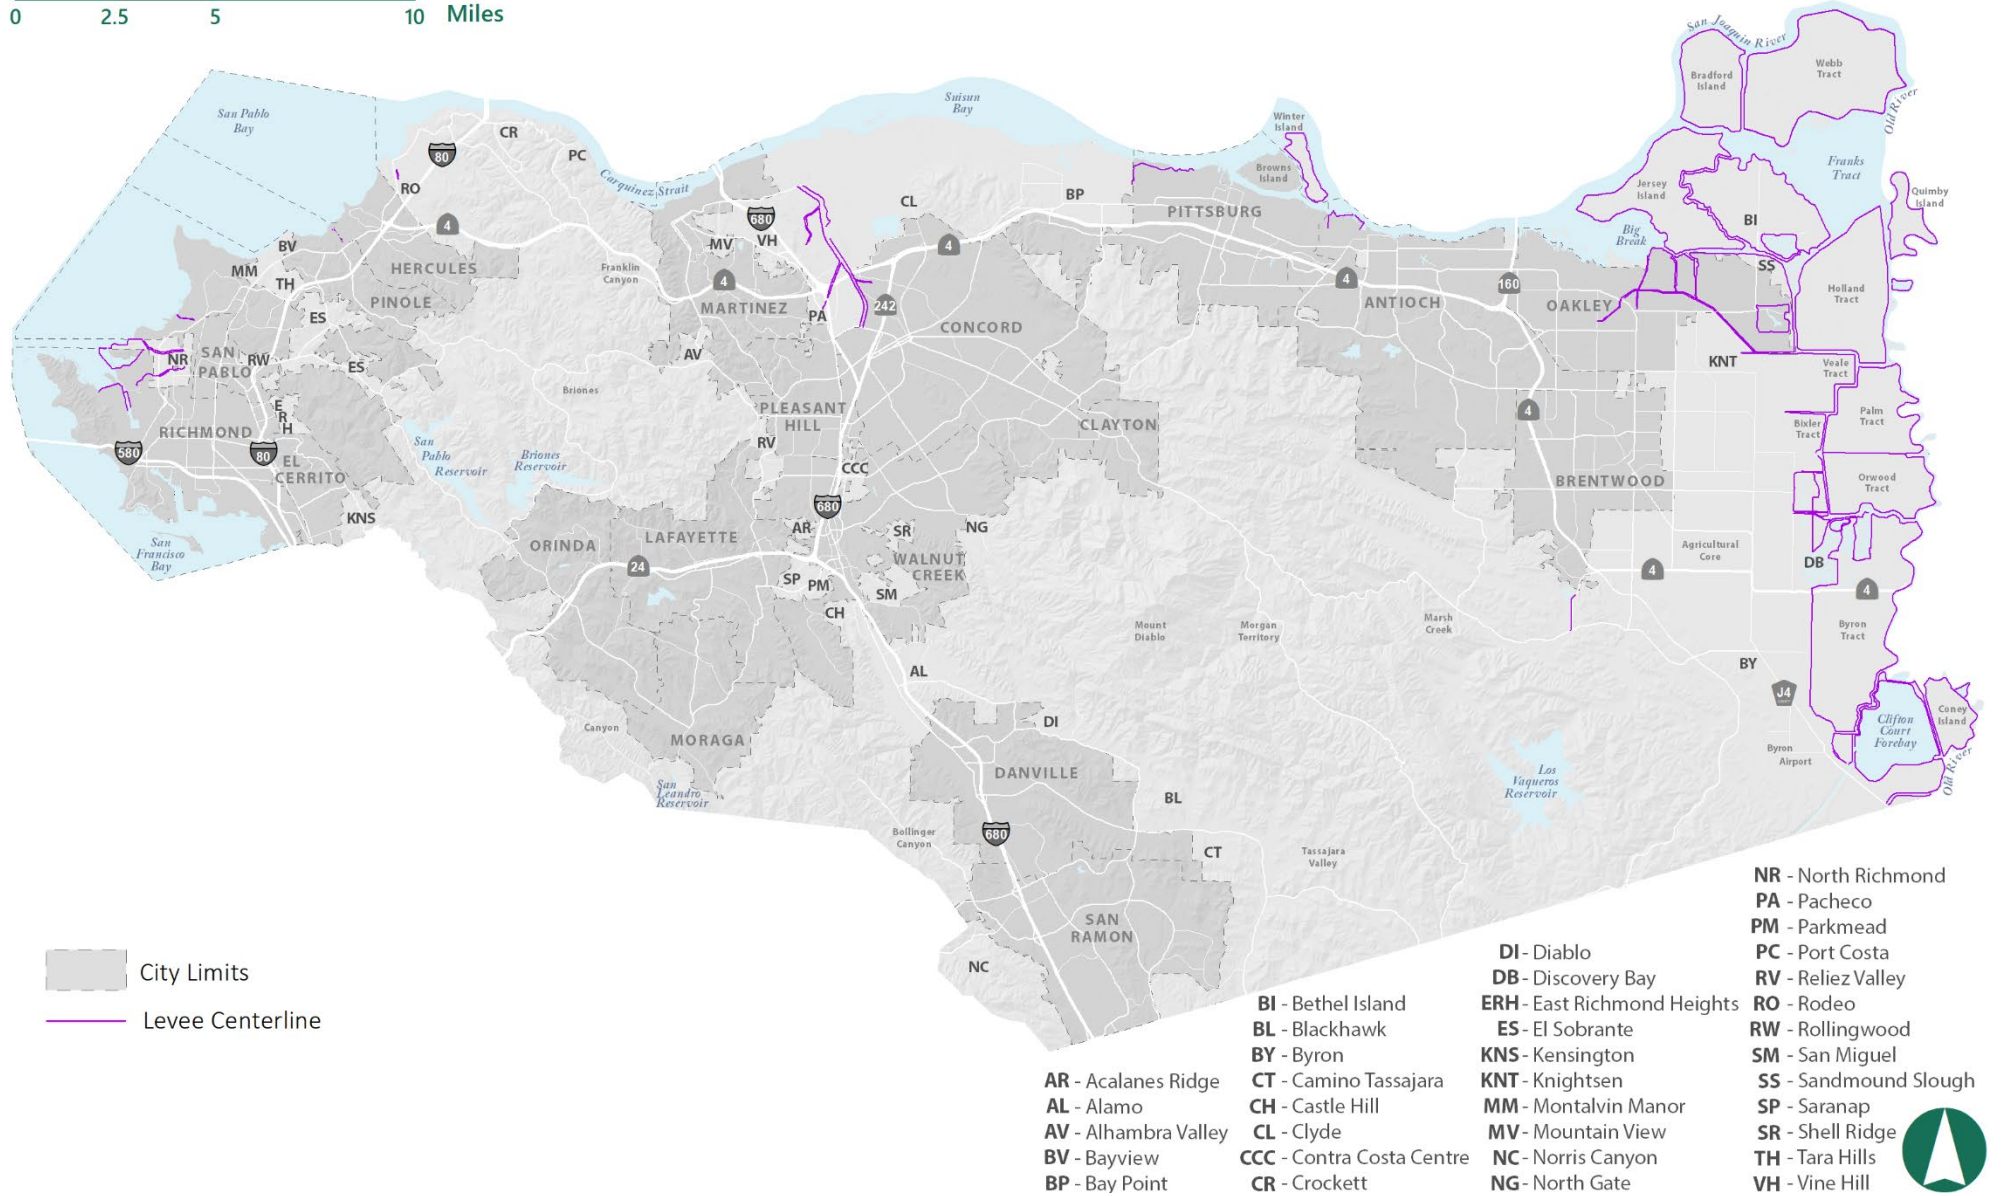 0 2.5 5 10 Miles
San Joaquin River
Webb
Tract
Bradford
Island
Old River
San Pablo
Bay
Suisun
Bay
Winter
Island
CR
80
PC
Carquinez Strait
Browns
Island
Franks
Tract
RO
BP
Jersey
Island
Quimby
Island
CL
PITTSBURG
680
BI
4
BV
MV
VH
4
Big
Break
MM
HERCULES
Franklin
Canyon
SS
TH
4
4
160
PINOLE
MARTINEZ
242
ANTIOCH
OAKLEY
Holland
Tract
ES
PA
CONCORD
NR
SAN
PABLO
RW
ES
AV
KNT
Veale
Tract
Briones
E
R
H
PLEASANT
HILL
4
Palm
Tract
RICHMOND
CLAYTON
Bixler
Tract
San
Pablo
Reservoir
RV
580
80
Briones
Reservoir
EL
CERRITO
CCC
BRENTWOOD
Orwood
Tract
680
KNS
AR
SR
NG
San
Francisco
Bay
ORINDA
LAFAYETTE
WALNUT
CREEK
Agricultural
Core
24
DB
4
SP
PM
SM
4
CH
Mount
Diablo
Morgan
Territory
Marsh
Creek
Byron
Tract
AL
BY
J4
Canyon
DI
Clifton
Court
Forebay
Coney
Island
MORAGA
Byron
Airport
Old River
DANVILLE
San
Leandro
Reservoir
BL
Los
Vaqueros
Reservoir
Bollinger
Canyon
680
CT
Tassajara
Valley
SAN
RAMON
NC
City Limits
Levee Centerline
AR - Acalanes Ridge
AL - Alamo
AV - Alhambra Valley
BV - Bayview
BP - Bay Point
BI - Bethel Island
BL - Blackhawk
BY - Byron
CT - Camino Tassajara
CH - Castle Hill
CL - Clyde
CCC - Contra Costa Centre
CR - Crockett
DI - Diablo
DB - Discovery Bay
ERH - East Richmond Heights
ES - El Sobrante
KNS - Kensington
KNT - Knightsen
MM - Montalvin Manor
MV - Mountain View
NC - Norris Canyon
NG - North Gate
NR - North Richmond
PA - Pacheco
PM - Parkmead
PC - Port Costa
RV - Reliez Valley
RO - Rodeo
RW - Rollingwood
SM - San Miguel
SS - Sandmound Slough
SP - Saranap
SR - Shell Ridge
TH - Tara Hills
VH - Vine Hill